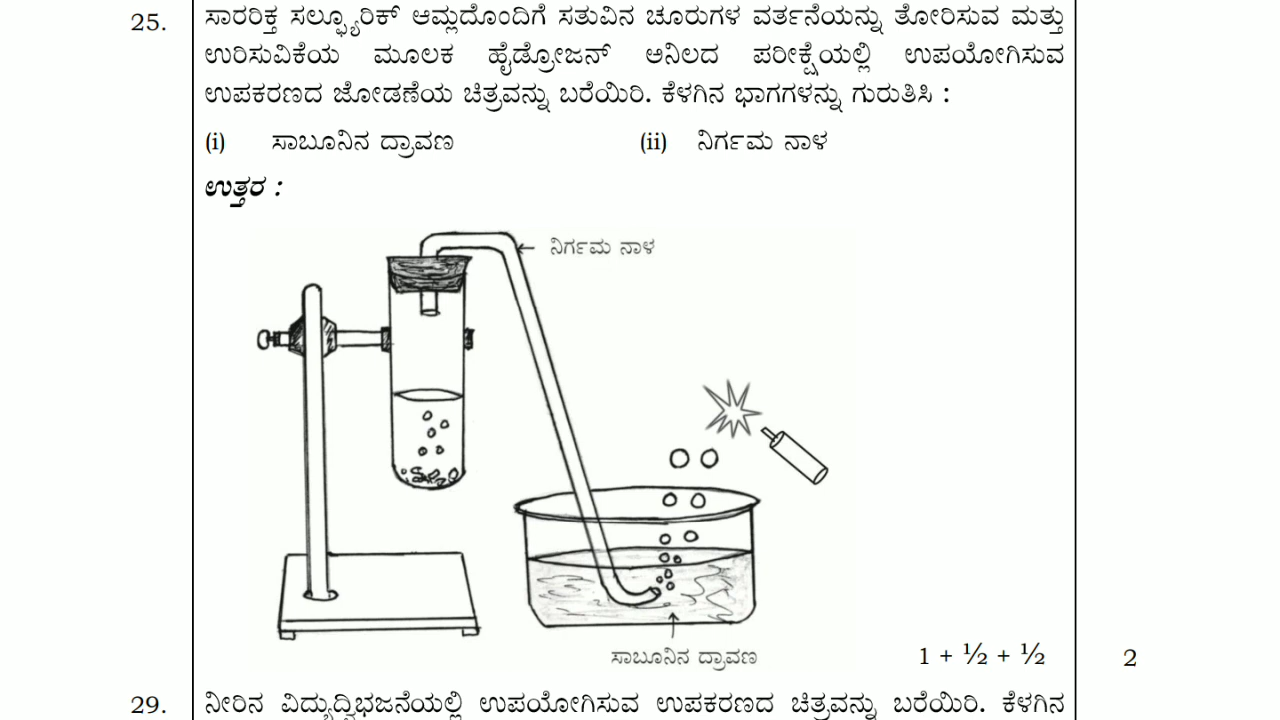 25. ಸಾರರಿಕ್ತ ಸಲ್ಫ್ಯೂರಿಕ್ ಆಮ್ಲದೊಂದಿಗೆ ಸತುವಿನ ಚೂರುಗಳ ವರ್ತನೆಯನ್ನು ತೋರಿಸುವ ಮತ್ತು
ಉರಿಸುವಿಕೆಯ ಮೂಲಕ ಹೈಡ್ರೋಜನ್ ಅನಿಲದ ಪರೀಕ್ಷೆಯಲ್ಲಿ ಉಪಯೋಗಿಸುವ
ಉಪಕರಣದ ಜೋಡಣೆಯ ಚಿತ್ರವನ್ನು ಬರೆಯಿರಿ. ಕೆಳಗಿನ ಭಾಗಗಳನ್ನು ಗುರುತಿಸಿ :
(i) ಸಾಬೂನಿನ ದ್ರಾವಣ (ii) ನಿರ್ಗಮ ನಾಳ
ಉತ್ತರ :
ನಿರ್ಗಮ ನಾಳ
ಸಾಬೂನಿನ ದ್ರಾವಣ
1 + ½ + ½ 2
29. ನೀರಿನ ವಿದ್ಯುದ್ವಿಭಜನೆಯಲ್ಲಿ ಉಪಯೋಗಿಸುವ ಉಪಕರಣದ ಚಿತ್ರವನ್ನು ಬರೆಯಿರಿ. ಕೆಳಗಿನ